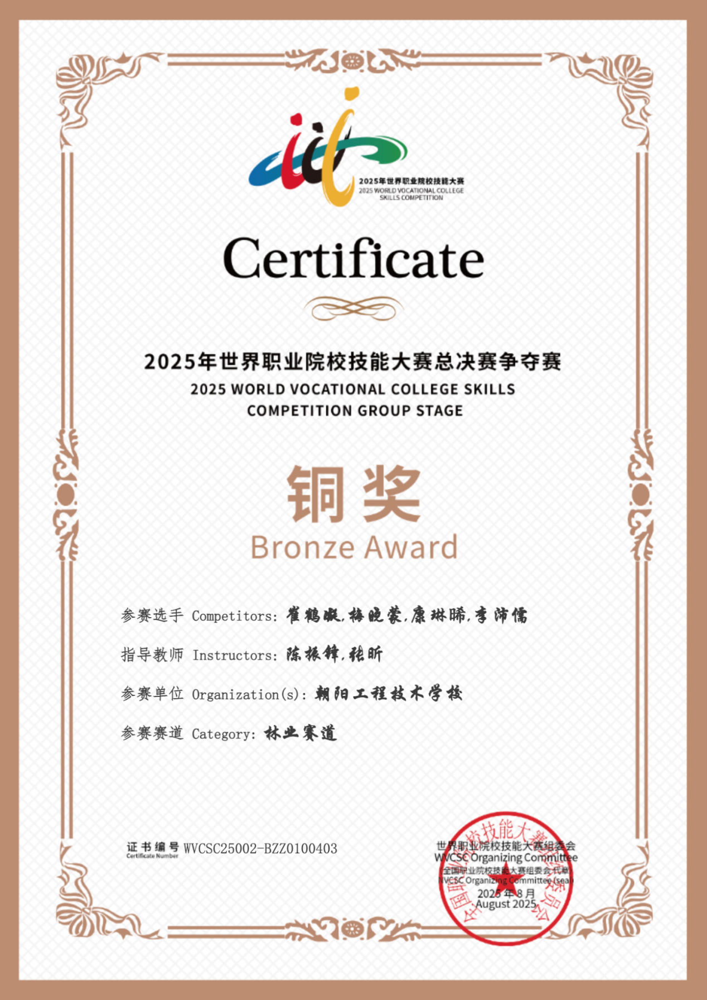 2025年世界职业院校技能大赛
2025 WORLD VOCATIONAL COLLEGE
SKILLS COMPETITION
Certificate
2025年世界职业院校技能大赛总决赛争夺赛
2025 WORLD VOCATIONAL COLLEGE SKILLS
COMPETITION GROUP STAGE
铜奖
Bronze Award
参赛选手 Competitors: 崔鹤凝,梅晓蒙,康琳晞,李沛儒
指导教师 Instructors: 陈振锋,张昕
参赛单位 Organization(s): 朝阳工程技术学校
参赛赛道 Category: 林业赛道
证书编号 WVCSC25002-BZZ0100403
Certificate Number
世界职业院校技能大赛组委会
WVCSC Organizing Committee
(全国职业院校技能大赛组委会 代章)
NVCSC Organizing Committee (seal)
2025 年 8 月
August 2025